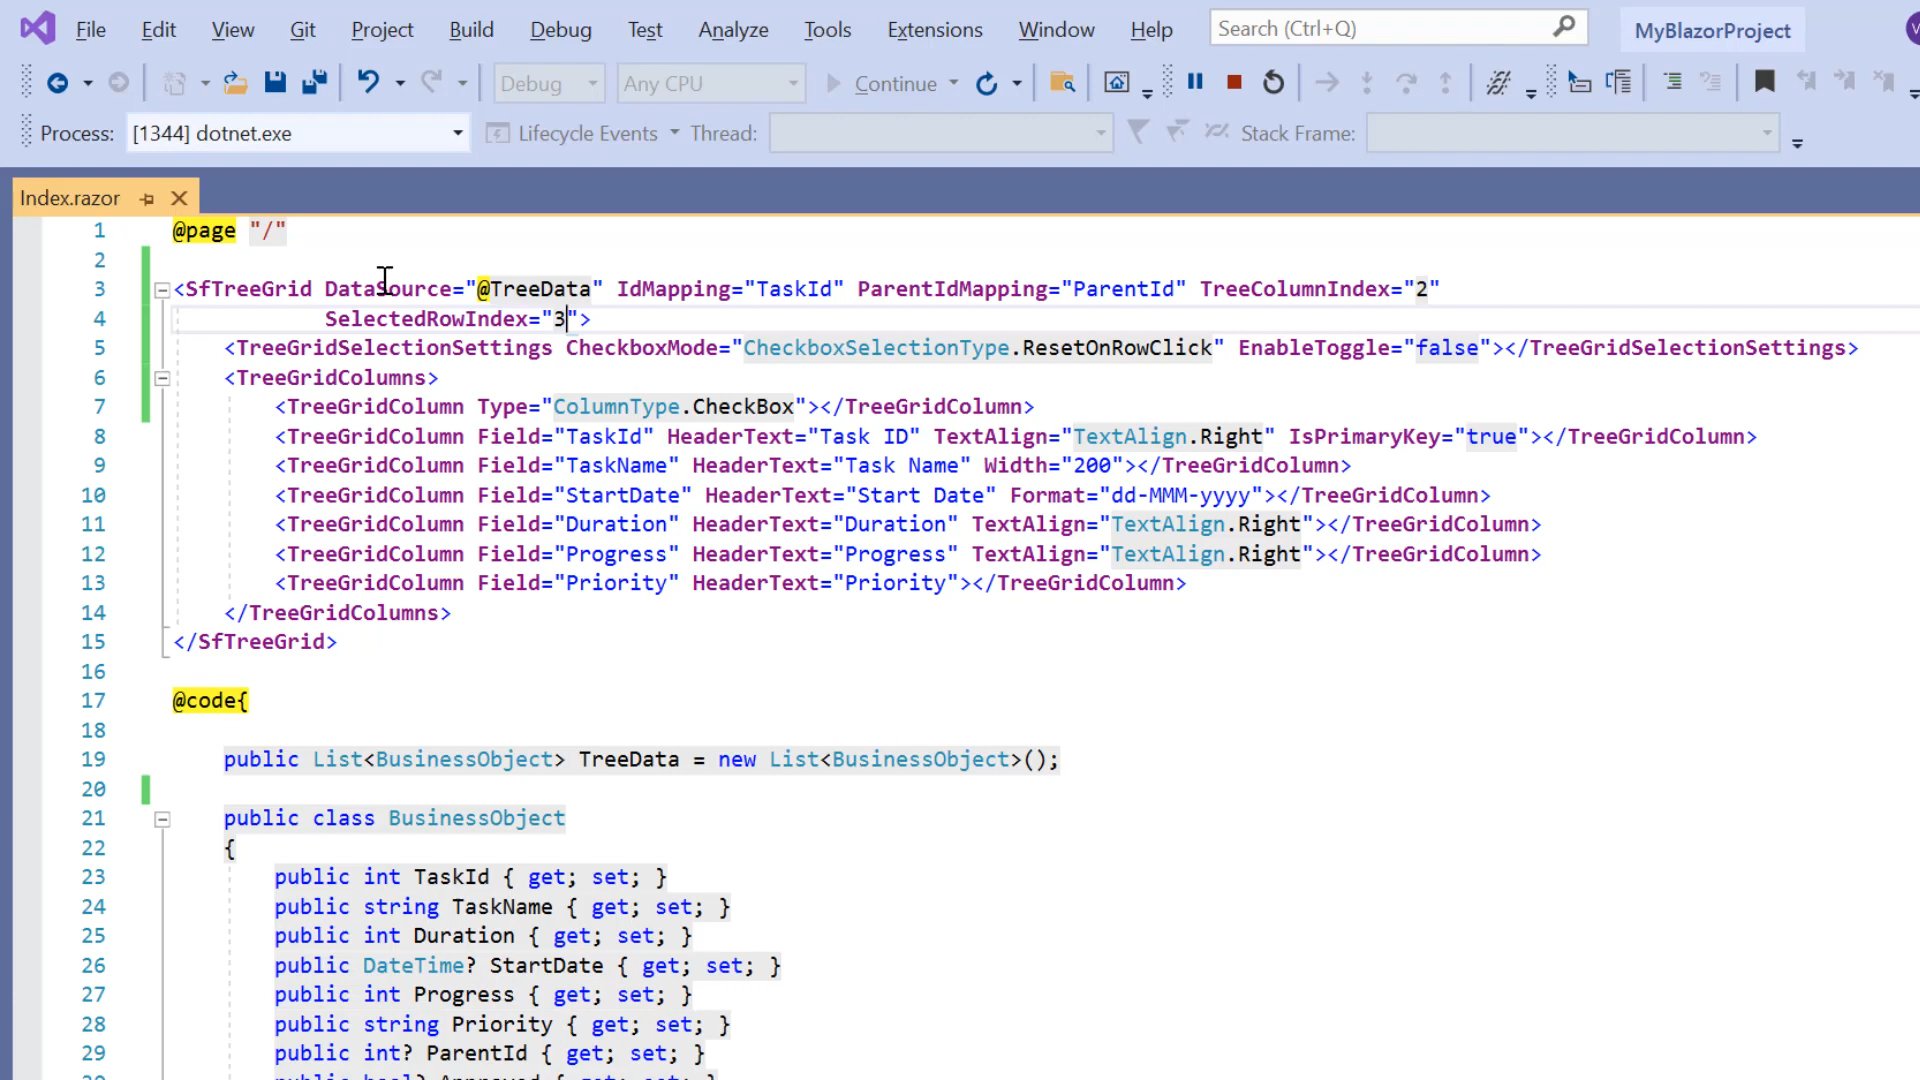 File Edit View Git Project Build Debug Test Analyze Tools Extensions Window Help Search (Ctrl+Q) MyBlazorProject
Debug Any CPU Continue
Process: [1344] dotnet.exe Lifecycle Events Thread: Stack Frame:
Index.razor
1 @page "/"
2
3 <SfTreeGrid DataSource="@TreeData" IdMapping="TaskId" ParentIdMapping="ParentId" TreeColumnIndex="2"
4 SelectedRowIndex="3">
5 <TreeGridSelectionSettings CheckboxMode="CheckboxSelectionType.ResetOnRowClick" EnableToggle="false"></TreeGridSelectionSettings>
6 <TreeGridColumns>
7 <TreeGridColumn Type="ColumnType.CheckBox"></TreeGridColumn>
8 <TreeGridColumn Field="TaskId" HeaderText="Task ID" TextAlign="TextAlign.Right" IsPrimaryKey="true"></TreeGridColumn>
9 <TreeGridColumn Field="TaskName" HeaderText="Task Name" Width="200"></TreeGridColumn>
10 <TreeGridColumn Field="StartDate" HeaderText="Start Date" Format="dd-MMM-yyyy"></TreeGridColumn>
11 <TreeGridColumn Field="Duration" HeaderText="Duration" TextAlign="TextAlign.Right"></TreeGridColumn>
12 <TreeGridColumn Field="Progress" HeaderText="Progress" TextAlign="TextAlign.Right"></TreeGridColumn>
13 <TreeGridColumn Field="Priority" HeaderText="Priority"></TreeGridColumn>
14 </TreeGridColumns>
15 </SfTreeGrid>
16
17 @code{
18
19 public List<BusinessObject> TreeData = new List<BusinessObject>();
20
21 public class BusinessObject
22 {
23 public int TaskId { get; set; }
24 public string TaskName { get; set; }
25 public int Duration { get; set; }
26 public DateTime? StartDate { get; set; }
27 public int Progress { get; set; }
28 public string Priority { get; set; }
29 public int? ParentId { get; set; }